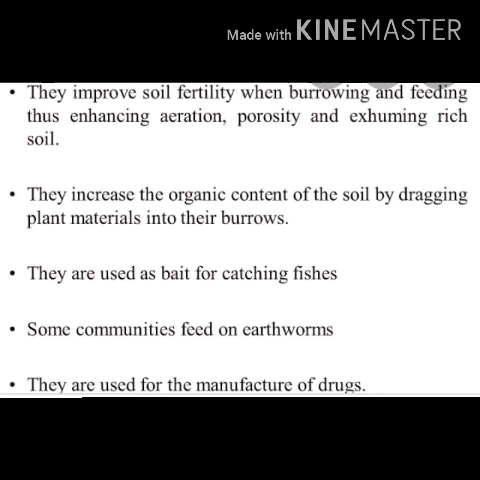 Made with KINEMASTER
• They improve soil fertility when burrowing and feeding
thus enhancing aeration, porosity and exhuming rich
soil.
• They increase the organic content of the soil by dragging
plant materials into their burrows.
• They are used as bait for catching fishes
• Some communities feed on earthworms
• They are used for the manufacture of drugs.